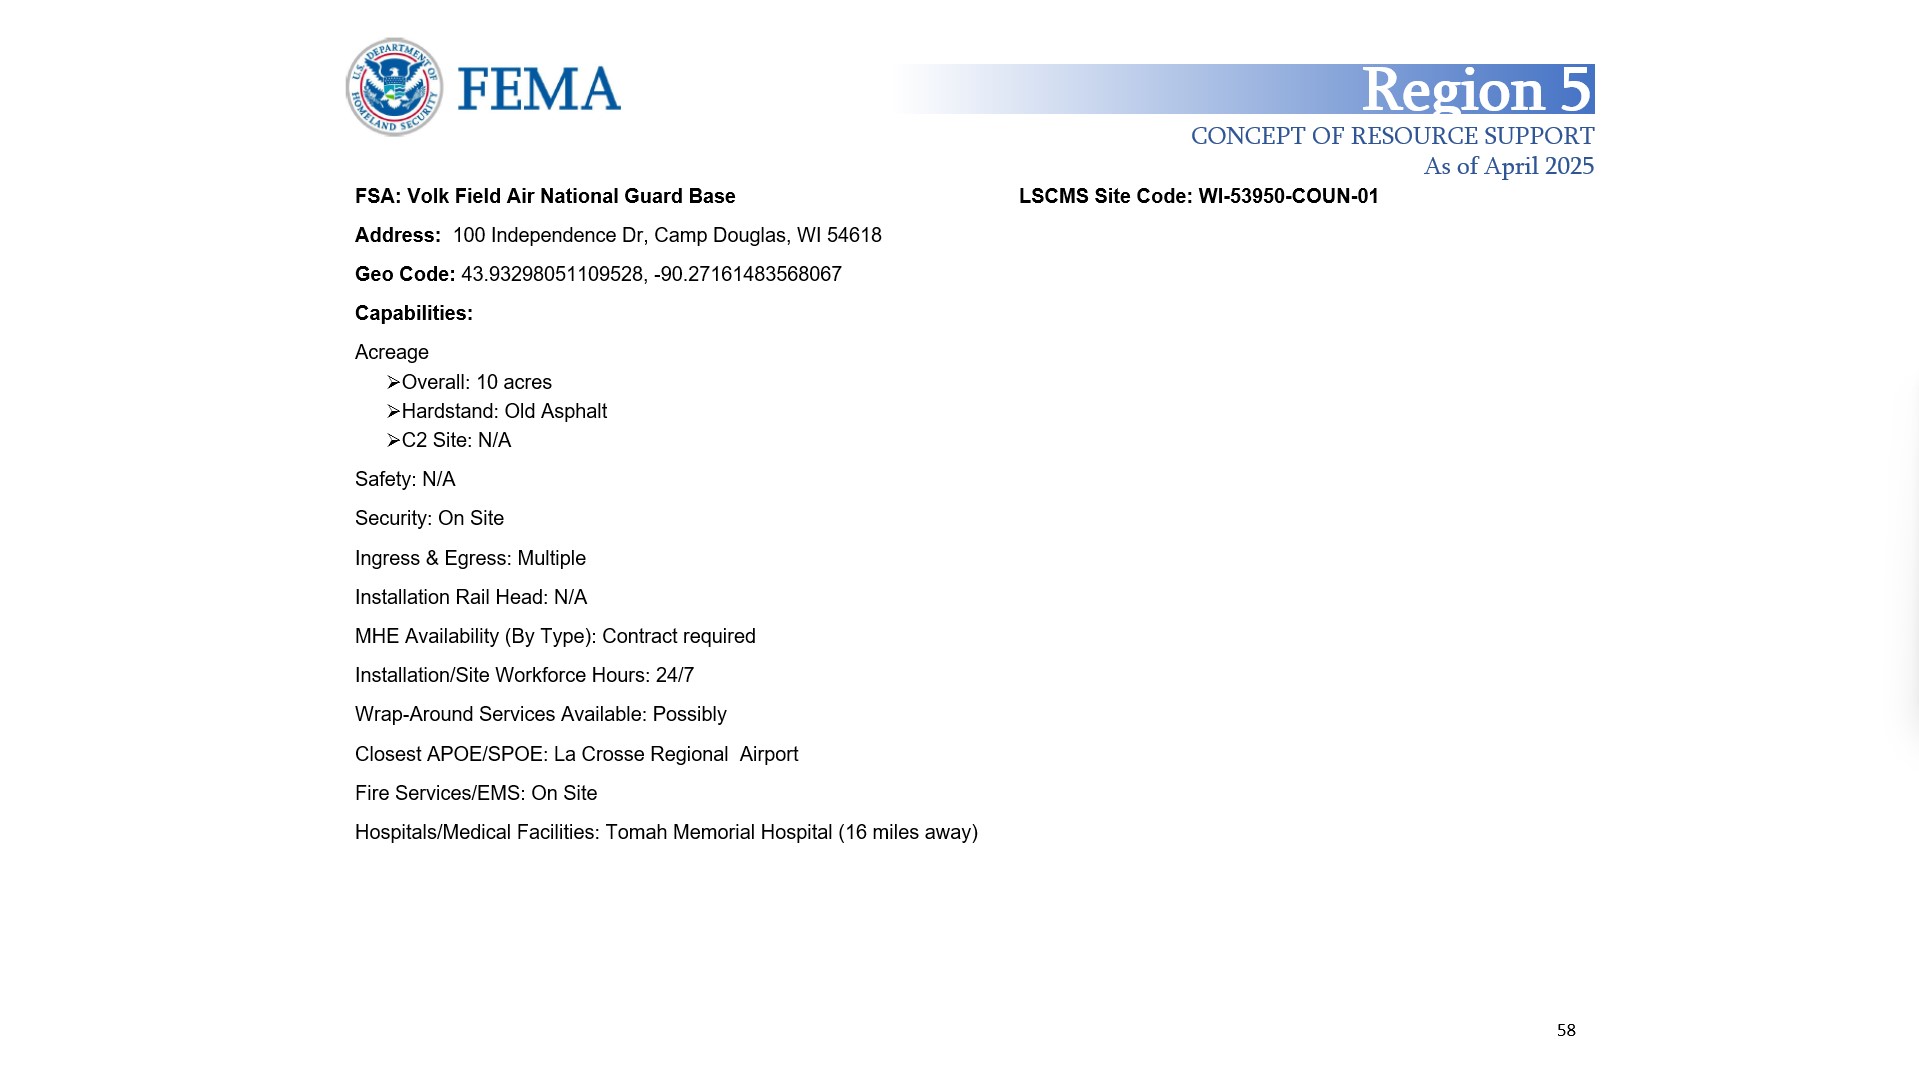 U.S. DEPARTMENT OF HOMELAND SECURITY
FEMA
Region 5
CONCEPT OF RESOURCE SUPPORT
As of April 2025
FSA: Volk Field Air National Guard Base LSCMS Site Code: WI-53950-COUN-01
Address: 100 Independence Dr, Camp Douglas, WI 54618
Geo Code: 43.93298051109528, -90.27161483568067
Capabilities:
Acreage
➢Overall: 10 acres
➢Hardstand: Old Asphalt
➢C2 Site: N/A
Safety: N/A
Security: On Site
Ingress & Egress: Multiple
Installation Rail Head: N/A
MHE Availability (By Type): Contract required
Installation/Site Workforce Hours: 24/7
Wrap-Around Services Available: Possibly
Closest APOE/SPOE: La Crosse Regional Airport
Fire Services/EMS: On Site
Hospitals/Medical Facilities: Tomah Memorial Hospital (16 miles away)
58